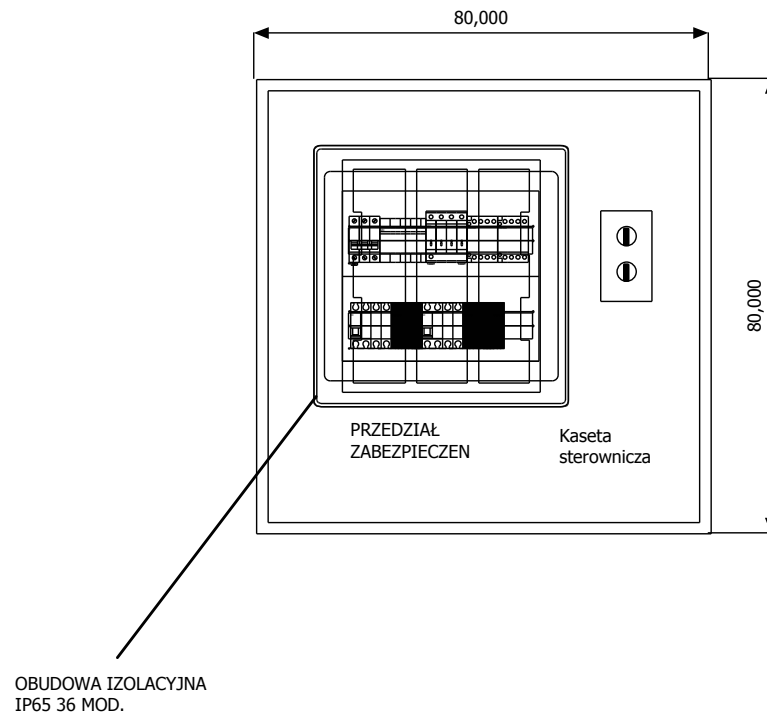 80,000
80,000
PRZEDZIAŁ
ZABEZPIECZEN
Kaseta
sterownicza
OBUDOWA IZOLACYJNA
IP65 36 MOD.